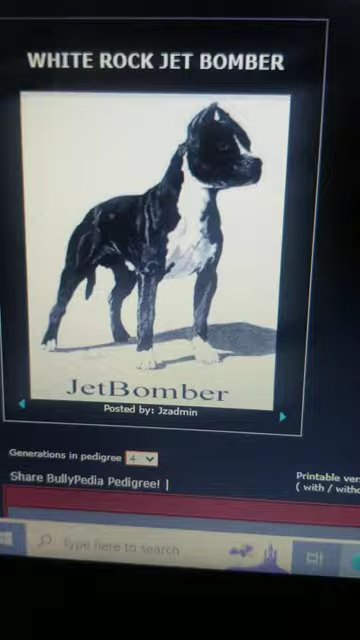 WHITE ROCK JET BOMBER
JetBomber
Posted by: Jzadmin
Generations in pedigree 4
Share BullyPedia Pedigree! |
Printable ver
( with / witho
Type here to search